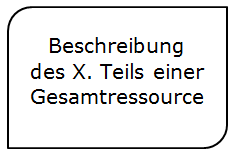 Beschreibung
des X. Teils einer
Gesamtressource